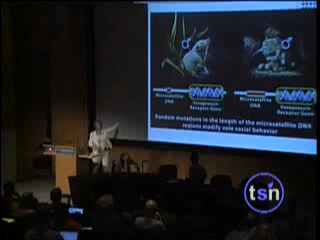 ♂ ♂
Microsatellite DNA
Vasopressin Receptor Gene
Microsatellite DNA
Vasopressin Receptor Gene
Random mutations in the length of the microsatellite DNA
regions modify vole social behavior
tsn